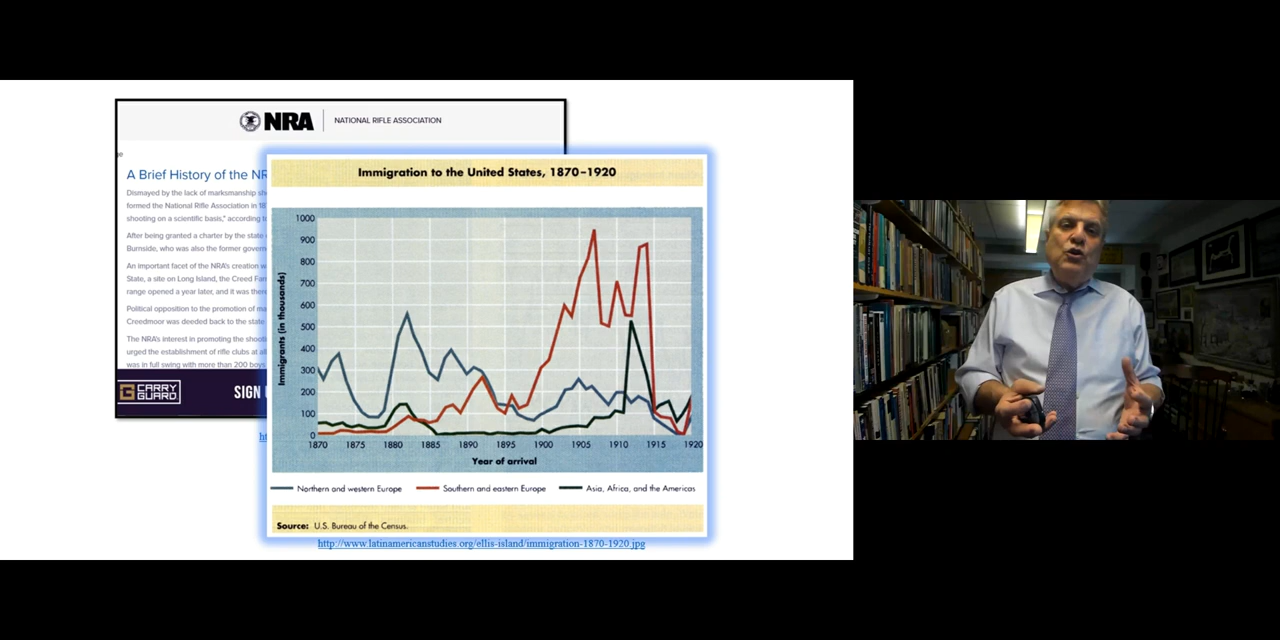 NRA
NATIONAL RIFLE ASSOCIATION
ge
A Brief History of the NR
Dismayed by the lack of marksmanship
formed the National Rifle Association in 18
shooting on a scientific basis," according
After being granted a charter by the state
Burnside, who was also the former
An important facet of the NRA's creation
State, a site on Long Island, the Creed
range opened a year later, and it was
Political opposition to the promotion of
Creedmoor was deeded back to the state
The NRA's interest in promoting the
urged the establishment of rifle clubs at
was in full swing with more than 200 boys
CARRY
GUARD
SIGN
ht
Immigration to the United States, 1870–1920
Immigrants (in thousands)
1000
900
800
700
600
500
400
300
200
100
0
1870 1875 1880 1885 1890 1895 1900 1905 1910 1915 1920
Year of arrival
Northern and western Europe Southern and eastern Europe Asia, Africa, and the Americas
Source: U.S. Bureau of the Census.
http://www.latinamericanstudies.org/ellis-island/immigration-1870-1920.jpg